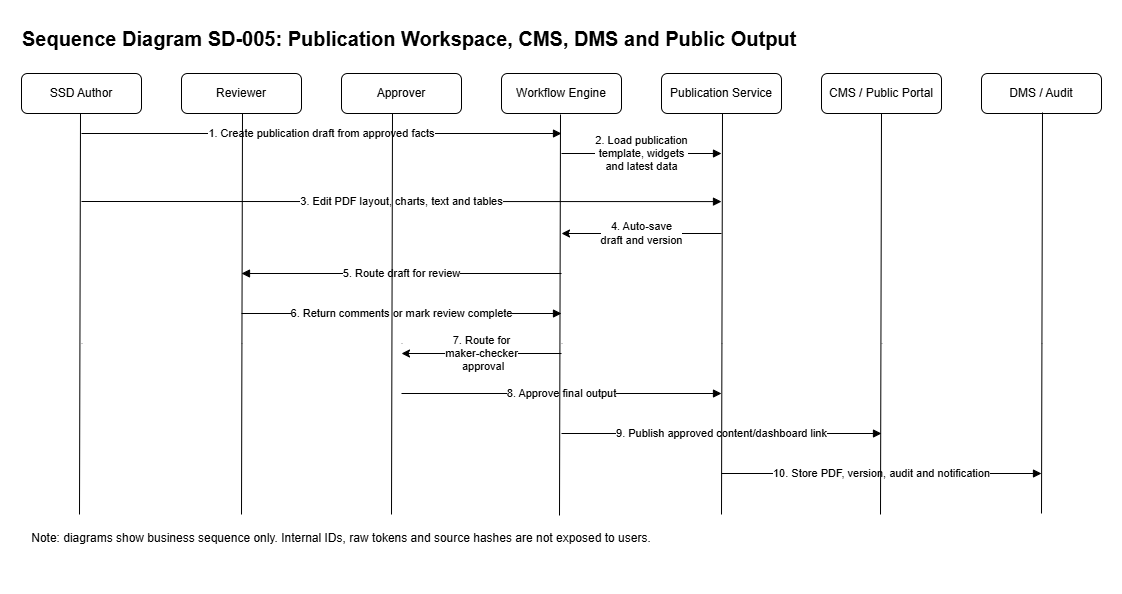 Sequence Diagram SD-005: Publication Workspace, CMS, DMS and Public Output
SSD Author
Reviewer
Approver
Workflow Engine
Publication Service
CMS / Public Portal
DMS / Audit
1. Create publication draft from approved facts
2. Load publication
template, widgets
and latest data
3. Edit PDF layout, charts, text and tables
4. Auto-save
draft and version
5. Route draft for review
6. Return comments or mark review complete
7. Route for
maker-checker
approval
8. Approve final output
9. Publish approved content/dashboard link
10. Store PDF, version, audit and notification
Note: diagrams show business sequence only. Internal IDs, raw tokens and source hashes are not exposed to users.